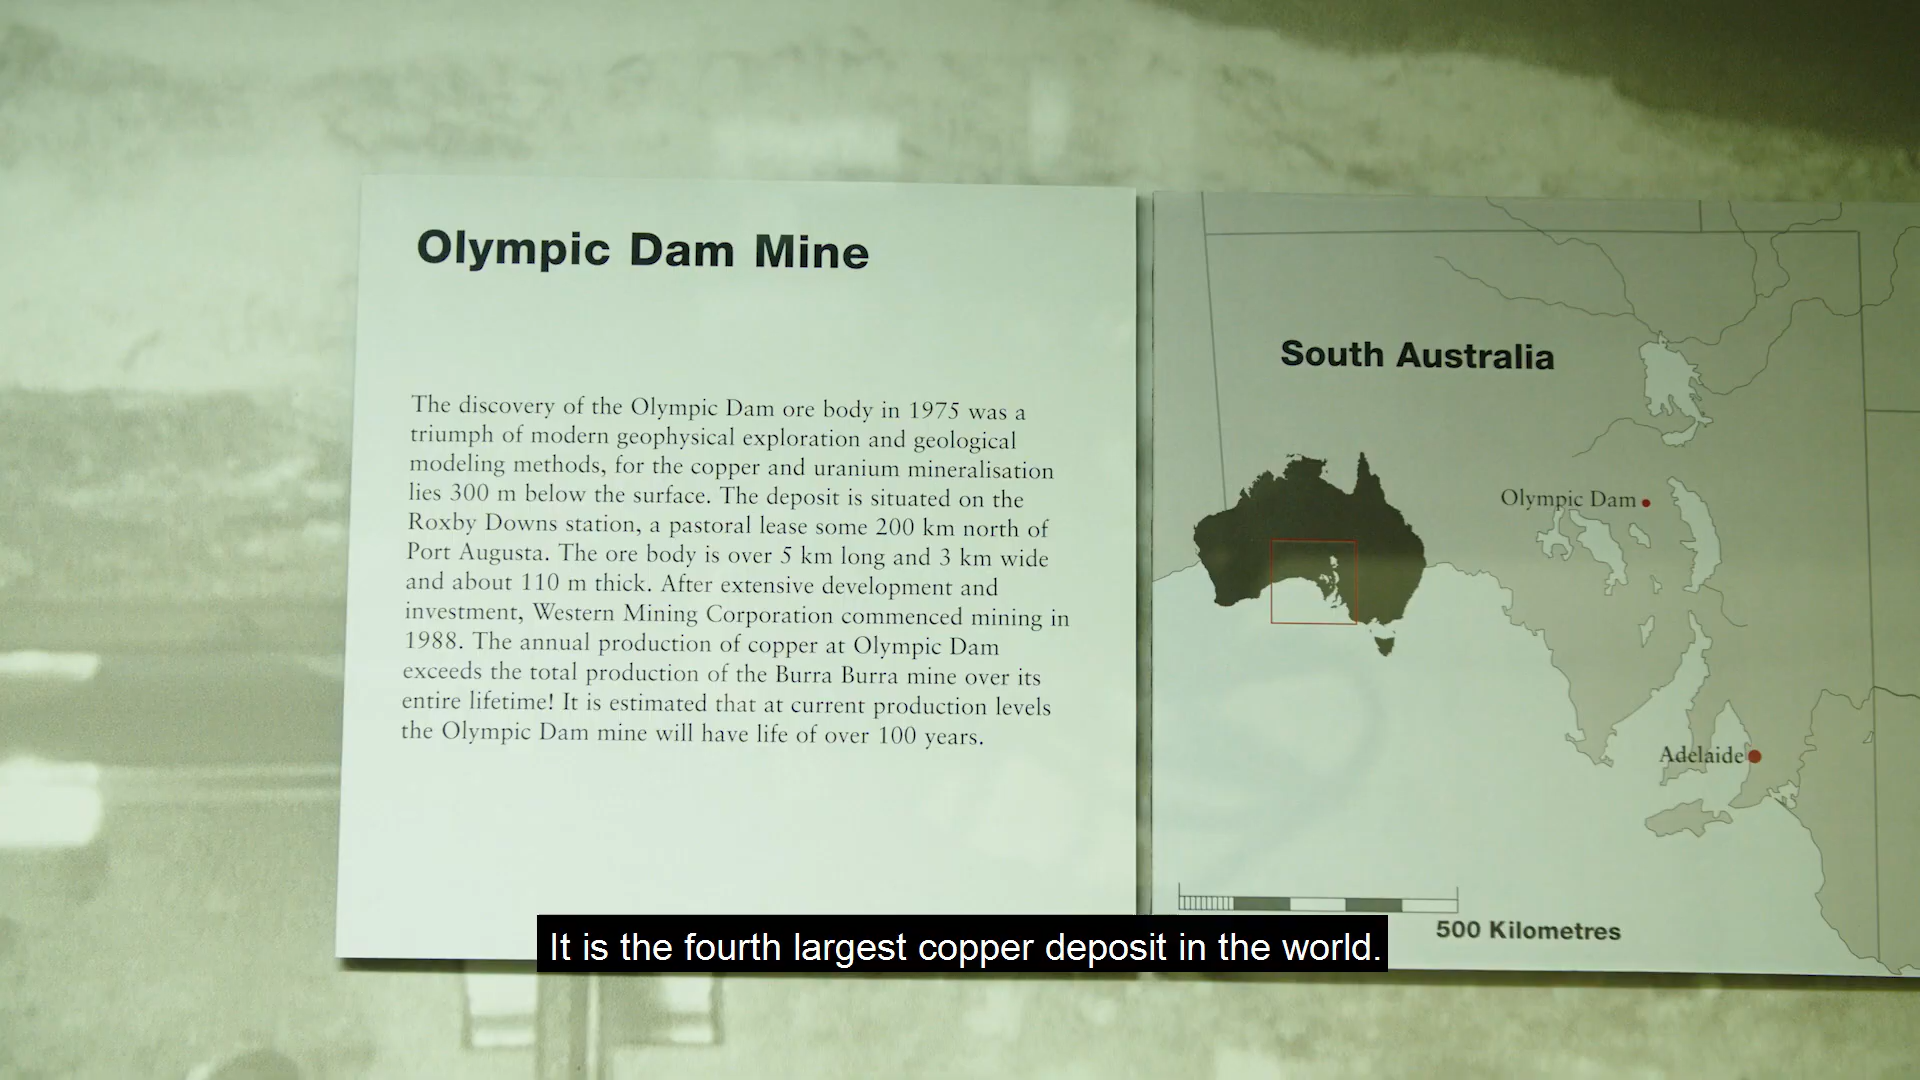 Olympic Dam Mine
The discovery of the Olympic Dam ore body in 1975 was a
triumph of modern geophysical exploration and geological
modeling methods, for the copper and uranium mineralisation
lies 300 m below the surface. The deposit is situated on the
Roxby Downs station, a pastoral lease some 200 km north of
Port Augusta. The ore body is over 5 km long and 3 km wide
and about 110 m thick. After extensive development and
investment, Western Mining Corporation commenced mining in
1988. The annual production of copper at Olympic Dam
exceeds the total production of the Burra Burra mine over its
entire lifetime! It is estimated that at current production levels
the Olympic Dam mine will have life of over 100 years.
South Australia
Olympic Dam
Adelaide
500 Kilometres
It is the fourth largest copper deposit in the world.